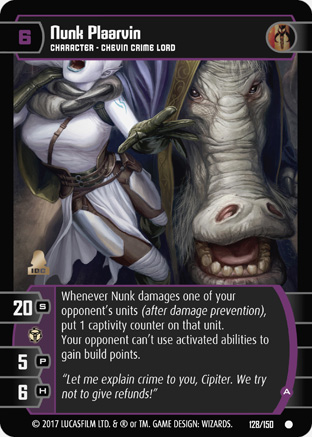 6 Nunk Plaarvin
CHARACTER - CHEVIN CRIME LORD
20 S
5 P
6 H
Whenever Nunk damages one of your
opponent's units (after damage prevention),
put 1 captivity counter on that unit.
Your opponent can't use activated abilities to
gain build points.
"Let me explain crime to you, Cipiter. We try
not to give refunds!"
A
© 2017 LUCASFILM LTD. & ® or TM. GAME DESIGN: WIZARDS. 128/150